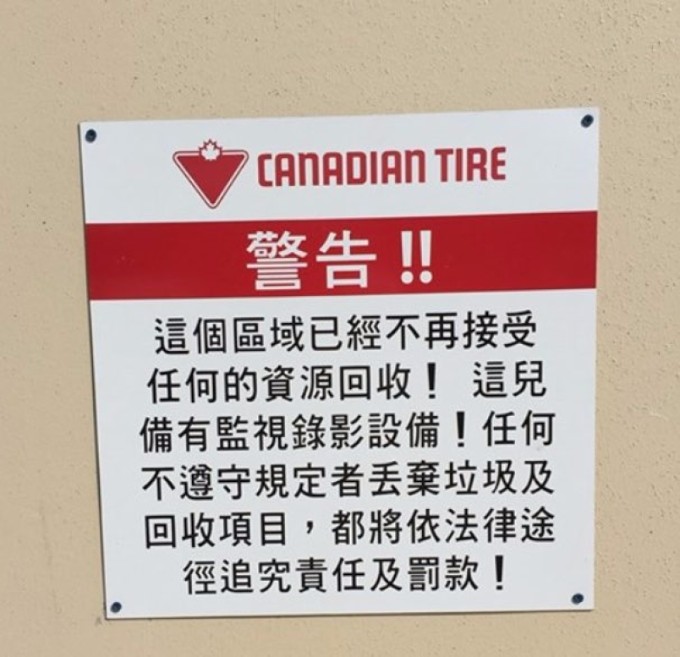 CANADIAN TIRE
警告!!
這個區域已經不再接受
任何的資源回收! 這兒
備有監視錄影設備!任何
不遵守規定者丟棄垃圾及
回收項目,都將依法律途
徑追究責任及罰款!